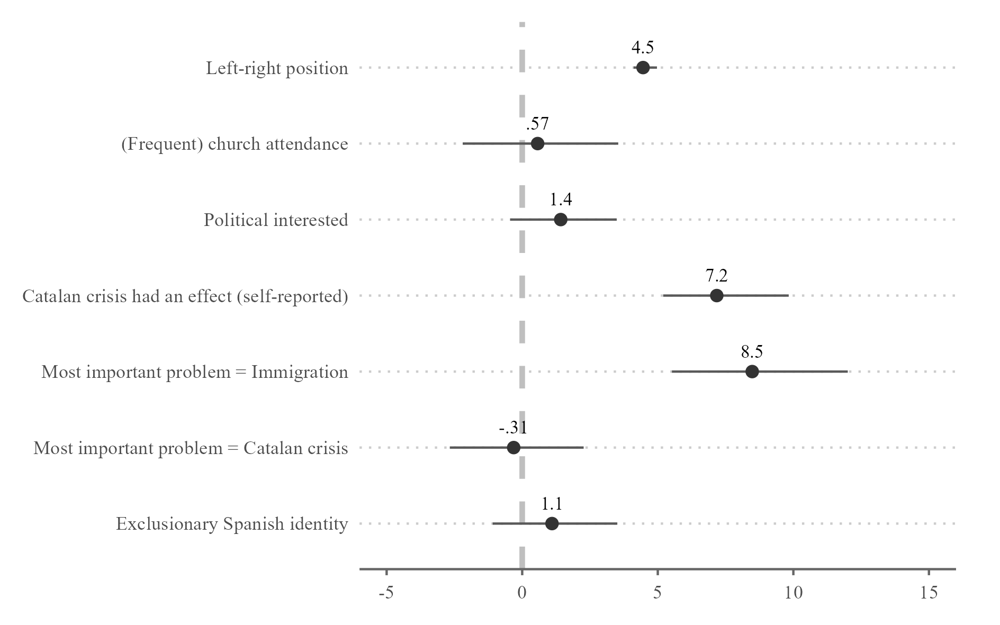 4.5
Left-right position
.57
(Frequent) church attendance
1.4
Political interested
7.2
Catalan crisis had an effect (self-reported)
8.5
Most important problem = Immigration
-.31
Most important problem = Catalan crisis
1.1
Exclusionary Spanish identity
-5 0 5 10 15